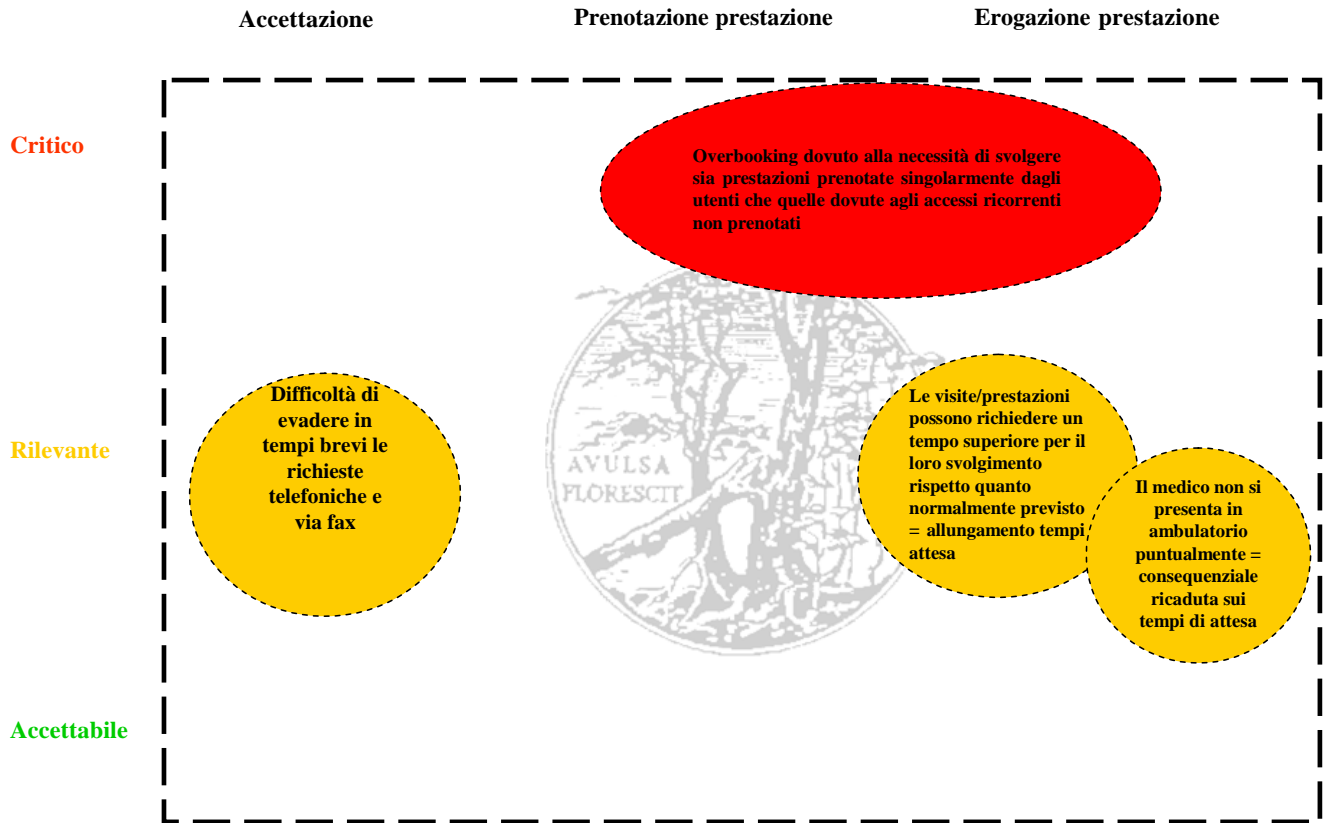 Accettazione
Prenotazione prestazione
Erogazione prestazione
Critico
Overbooking dovuto alla necessità di svolgere
sia prestazioni prenotate singolarmente dagli
utenti che quelle dovute agli accessi ricorrenti
non prenotati
Rilevante
Difficoltà di
evadere in
tempi brevi le
richieste
telefoniche e
via fax
AVULSA
FLORESCIT
Le visite/prestazioni
possono richiedere un
tempo superiore per il
loro svolgimento
rispetto quanto
normalmente previsto
= allungamento tempi
attesa
Il medico non si
presenta in
ambulatorio
puntualmente =
consequenziale
ricaduta sui
tempi di attesa
Accettabile